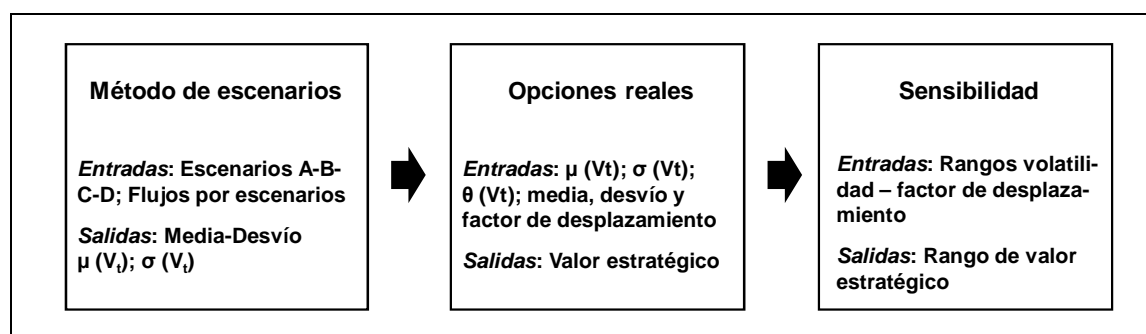 Método de escenarios
Entradas: Escenarios A-B-
C-D; Flujos por escenarios
Salidas: Media-Desvío
μ (Vt); σ (Vt)
Opciones reales
Entradas: μ (Vt); σ (Vt);
θ (Vt); media, desvío y
factor de desplazamiento
Salidas: Valor estratégico
Sensibilidad
Entradas: Rangos volatili-
dad – factor de desplaza-
miento
Salidas: Rango de valor
estratégico